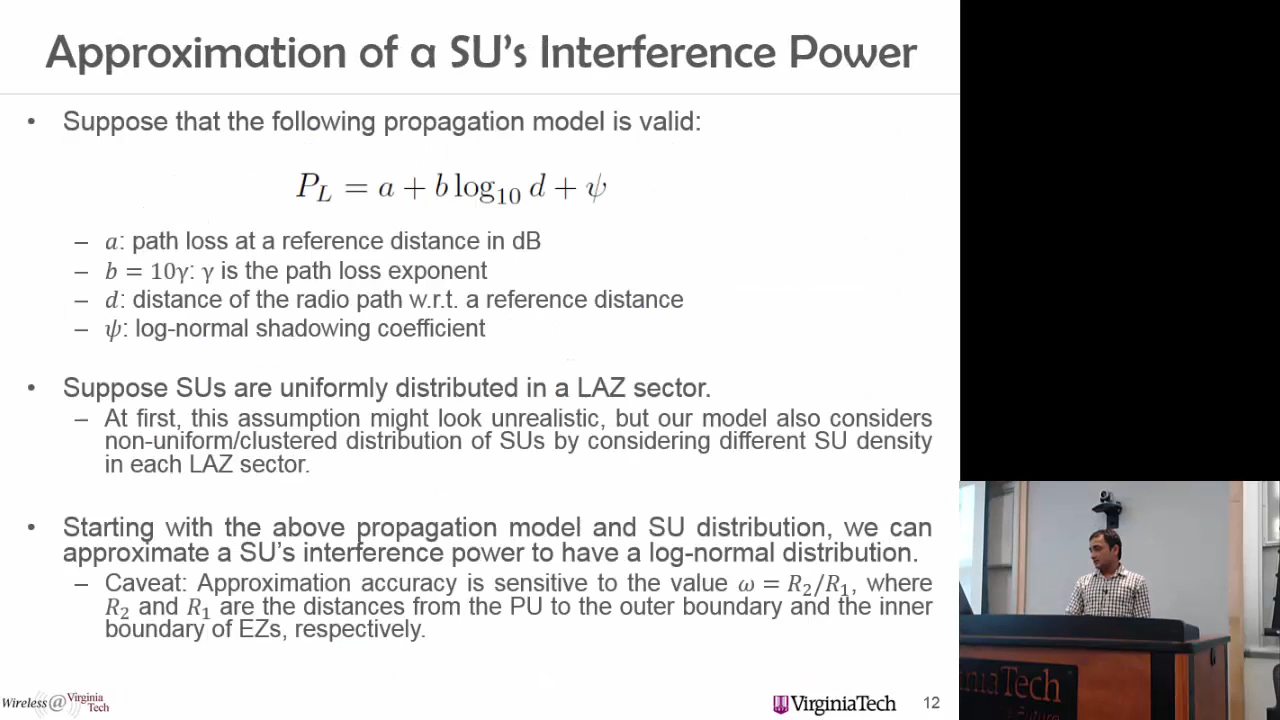 Approximation of a SU's Interference Power
• Suppose that the following propagation model is valid:
P_L = a + b log₁₀ d + ψ
– a: path loss at a reference distance in dB
– b = 10γ: γ is the path loss exponent
– d: distance of the radio path w.r.t. a reference distance
– ψ: log-normal shadowing coefficient
• Suppose SUs are uniformly distributed in a LAZ sector.
– At first, this assumption might look unrealistic, but our model also considers
non-uniform/clustered distribution of SUs by considering different SU density
in each LAZ sector.
• Starting with the above propagation model and SU distribution, we can
approximate a SU's interference power to have a log-normal distribution.
– Caveat: Approximation accuracy is sensitive to the value ω = R₂/R₁, where
R₂ and R₁ are the distances from the PU to the outer boundary and the inner
boundary of EZs, respectively.
Wireless@ Virginia
Tech
VirginiaTech
12
iniaTech